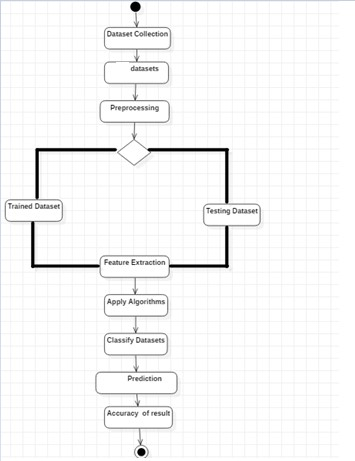 Dataset Collection
datasets
Preprocessing
Trained Dataset
Testing Dataset
Feature Extraction
Apply Algorithms
Classify Datasets
Prediction
Accuracy of result